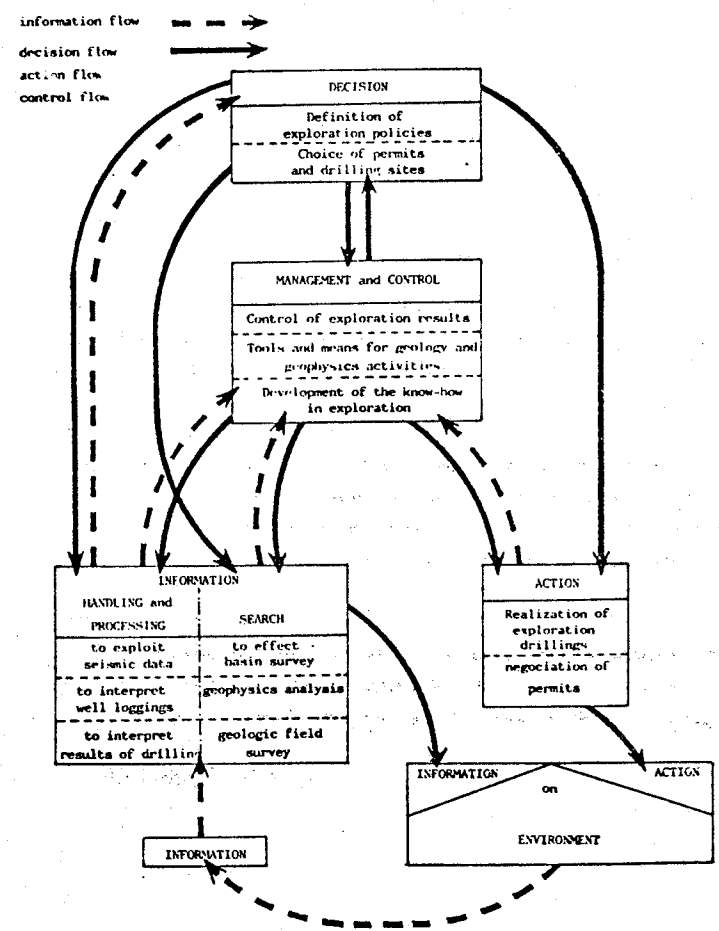 information flow
decision flow
action flow
control flow
DECISION
Definition of
exploration policies
Choice of permits
and drilling sites
MANAGEMENT and CONTROL
Control of exploration results
Tools and means for geology and
geophysics activities
Development of the know-how
in exploration
INFORMATION
HANDLING and
PROCESSING
SEARCH
to exploit
seismic data
to effect
basin survey
to interpret
well loggings
geophysics analysis
to interpret
results of drilling
geologic field
survey
ACTION
Realization of
exploration
drillings
negociation of
permits
INFORMATION
ACTION
on
ENVIRONMENT
INFORMATION